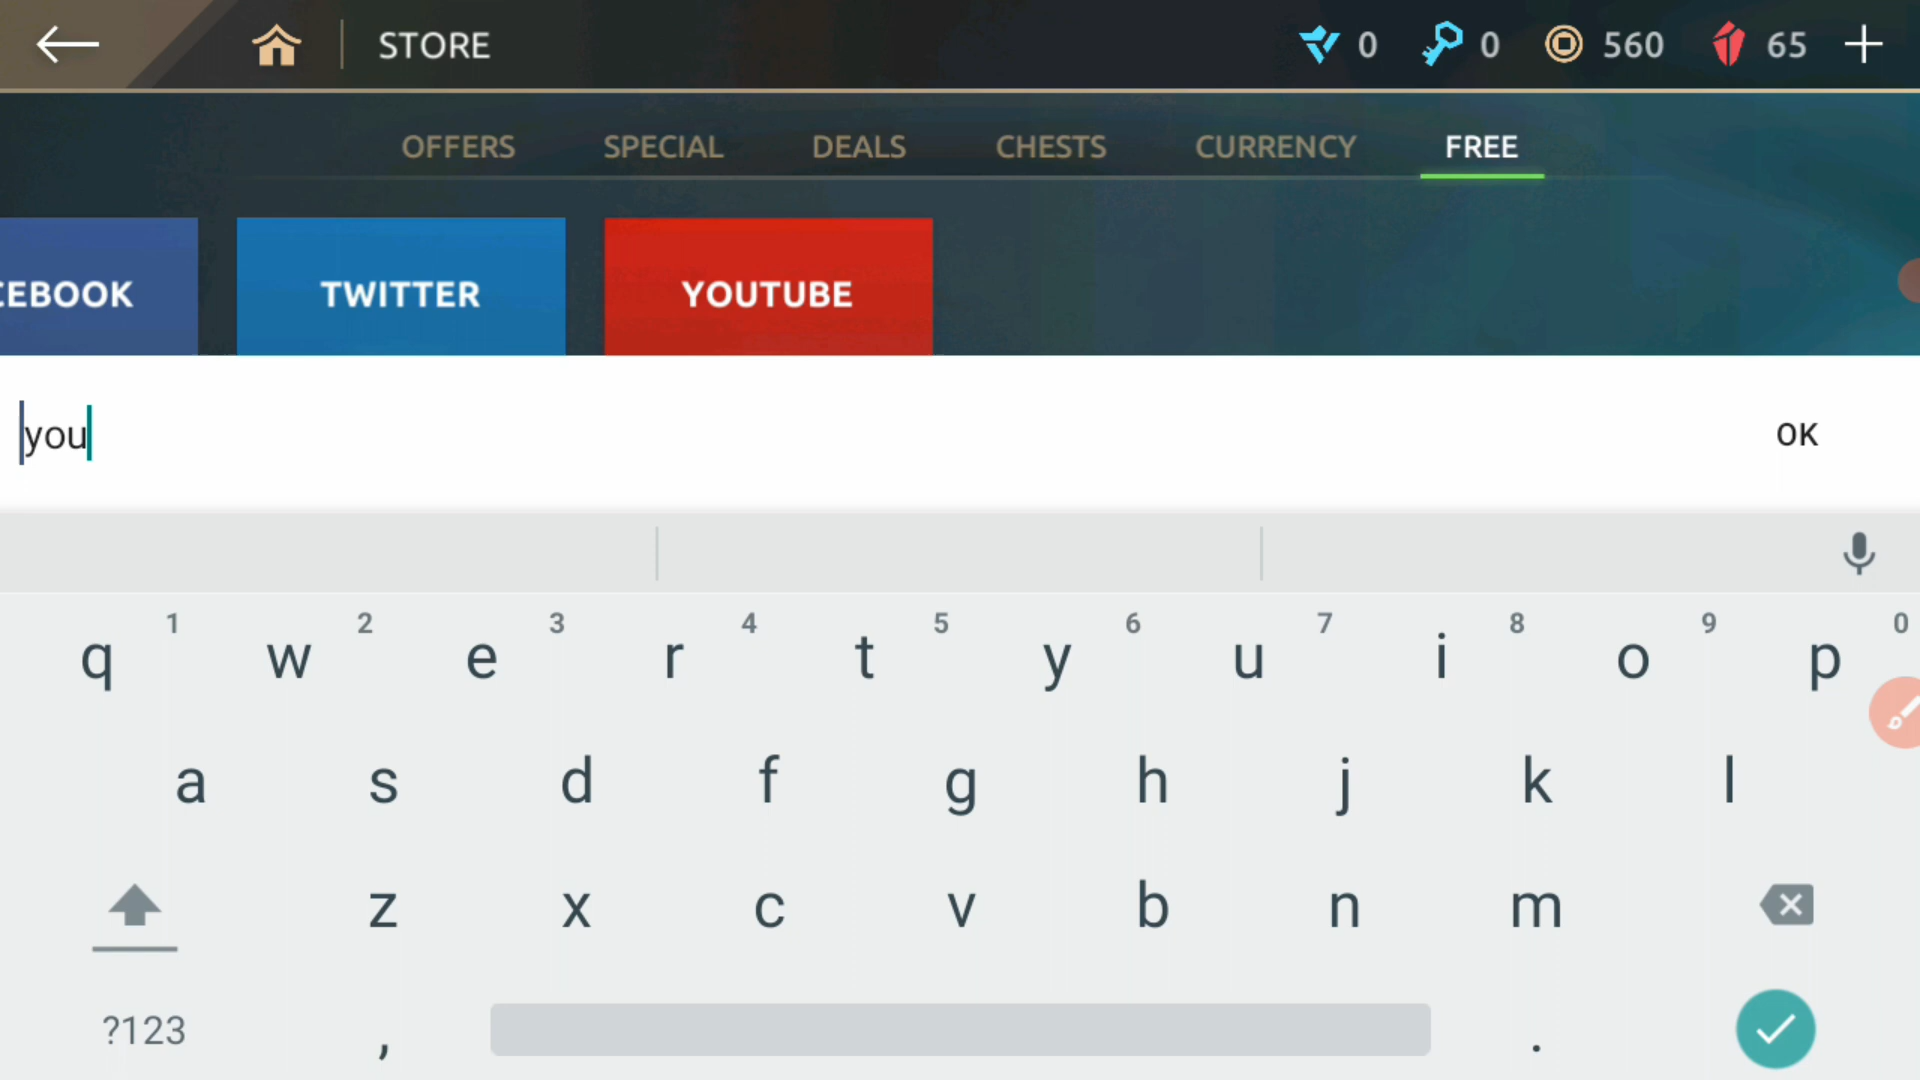 STORE 0 0 560 65
OFFERS SPECIAL DEALS CHESTS CURRENCY FREE
CEBOOK TWITTER YOUTUBE
you OK
1 2 3 4 5 6 7 8 9 0
q w e r t y u i o p
a s d f g h j k l
z x c v b n m
?123 , .